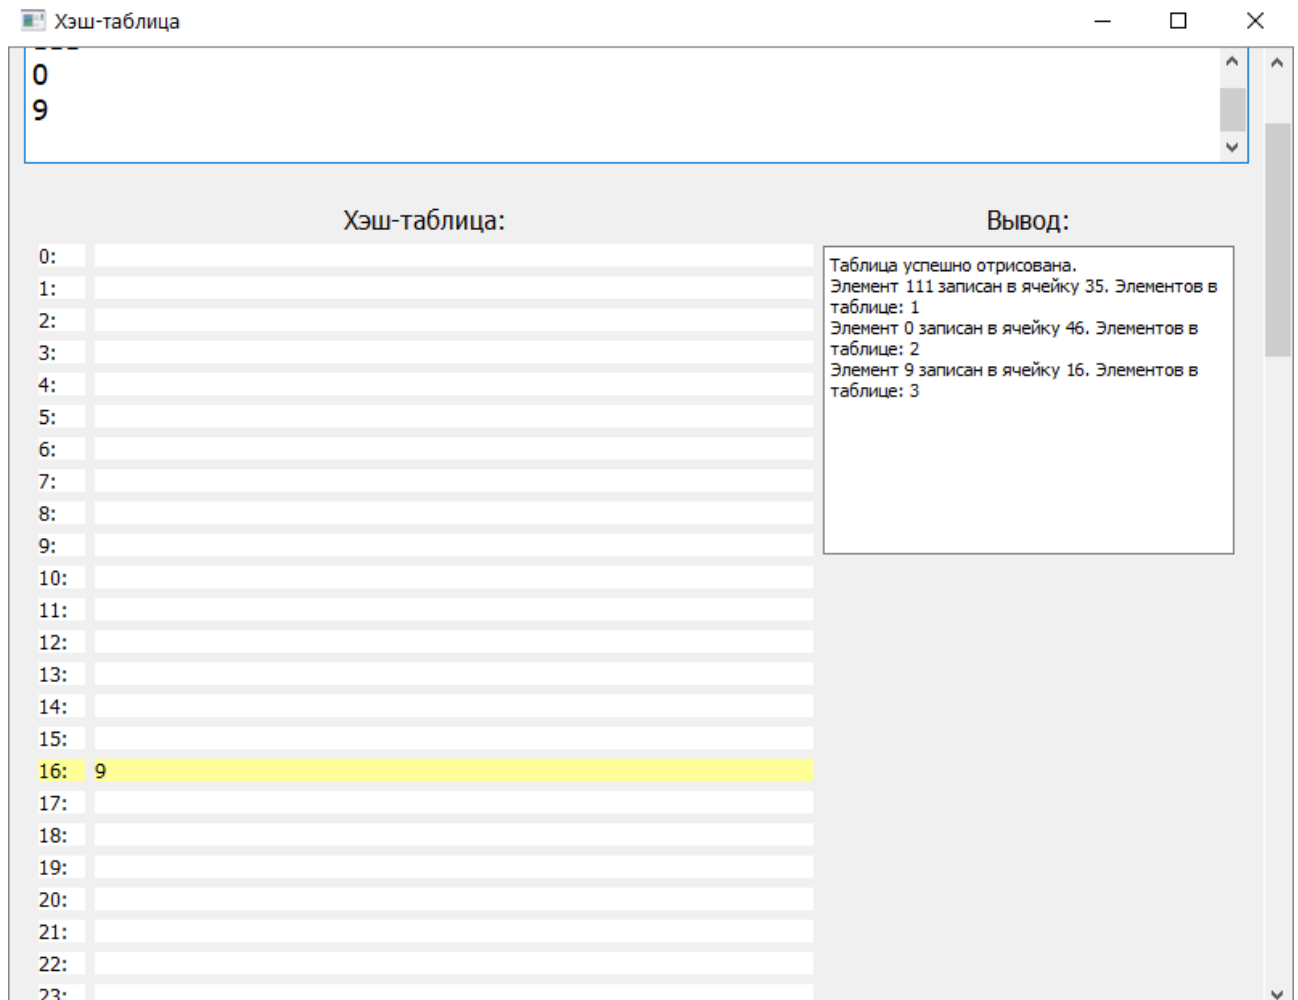 Хэш-таблица
0
9
Хэш-таблица:
Вывод:
0:
1:
2:
3:
4:
5:
6:
7:
8:
9:
10:
11:
12:
13:
14:
15:
16: 9
17:
18:
19:
20:
21:
22:
23:
Таблица успешно отрисована.
Элемент 111 записан в ячейку 35. Элементов в
таблице: 1
Элемент 0 записан в ячейку 46. Элементов в
таблице: 2
Элемент 9 записан в ячейку 16. Элементов в
таблице: 3